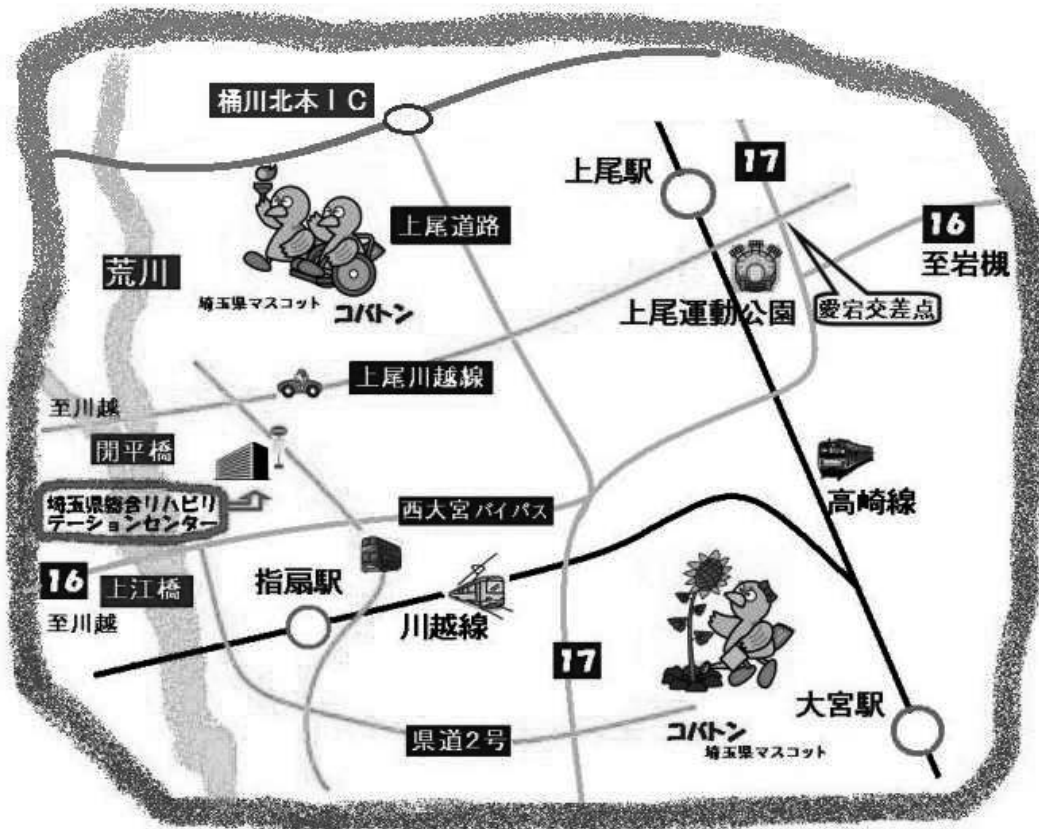 桶川北本IC
上尾駅
17
上尾道路
16
至岩槻
荒川
埼玉県マスコット コバトン
上尾運動公園
愛宕交差点
上尾川越線
至川越
開平橋
高崎線
埼玉県総合リハビリ
テーションセンター
西大宮バイパス
16
上江橋
至川越
指扇駅
川越線
17
大宮駅
コバトン
埼玉県マスコット
県道2号